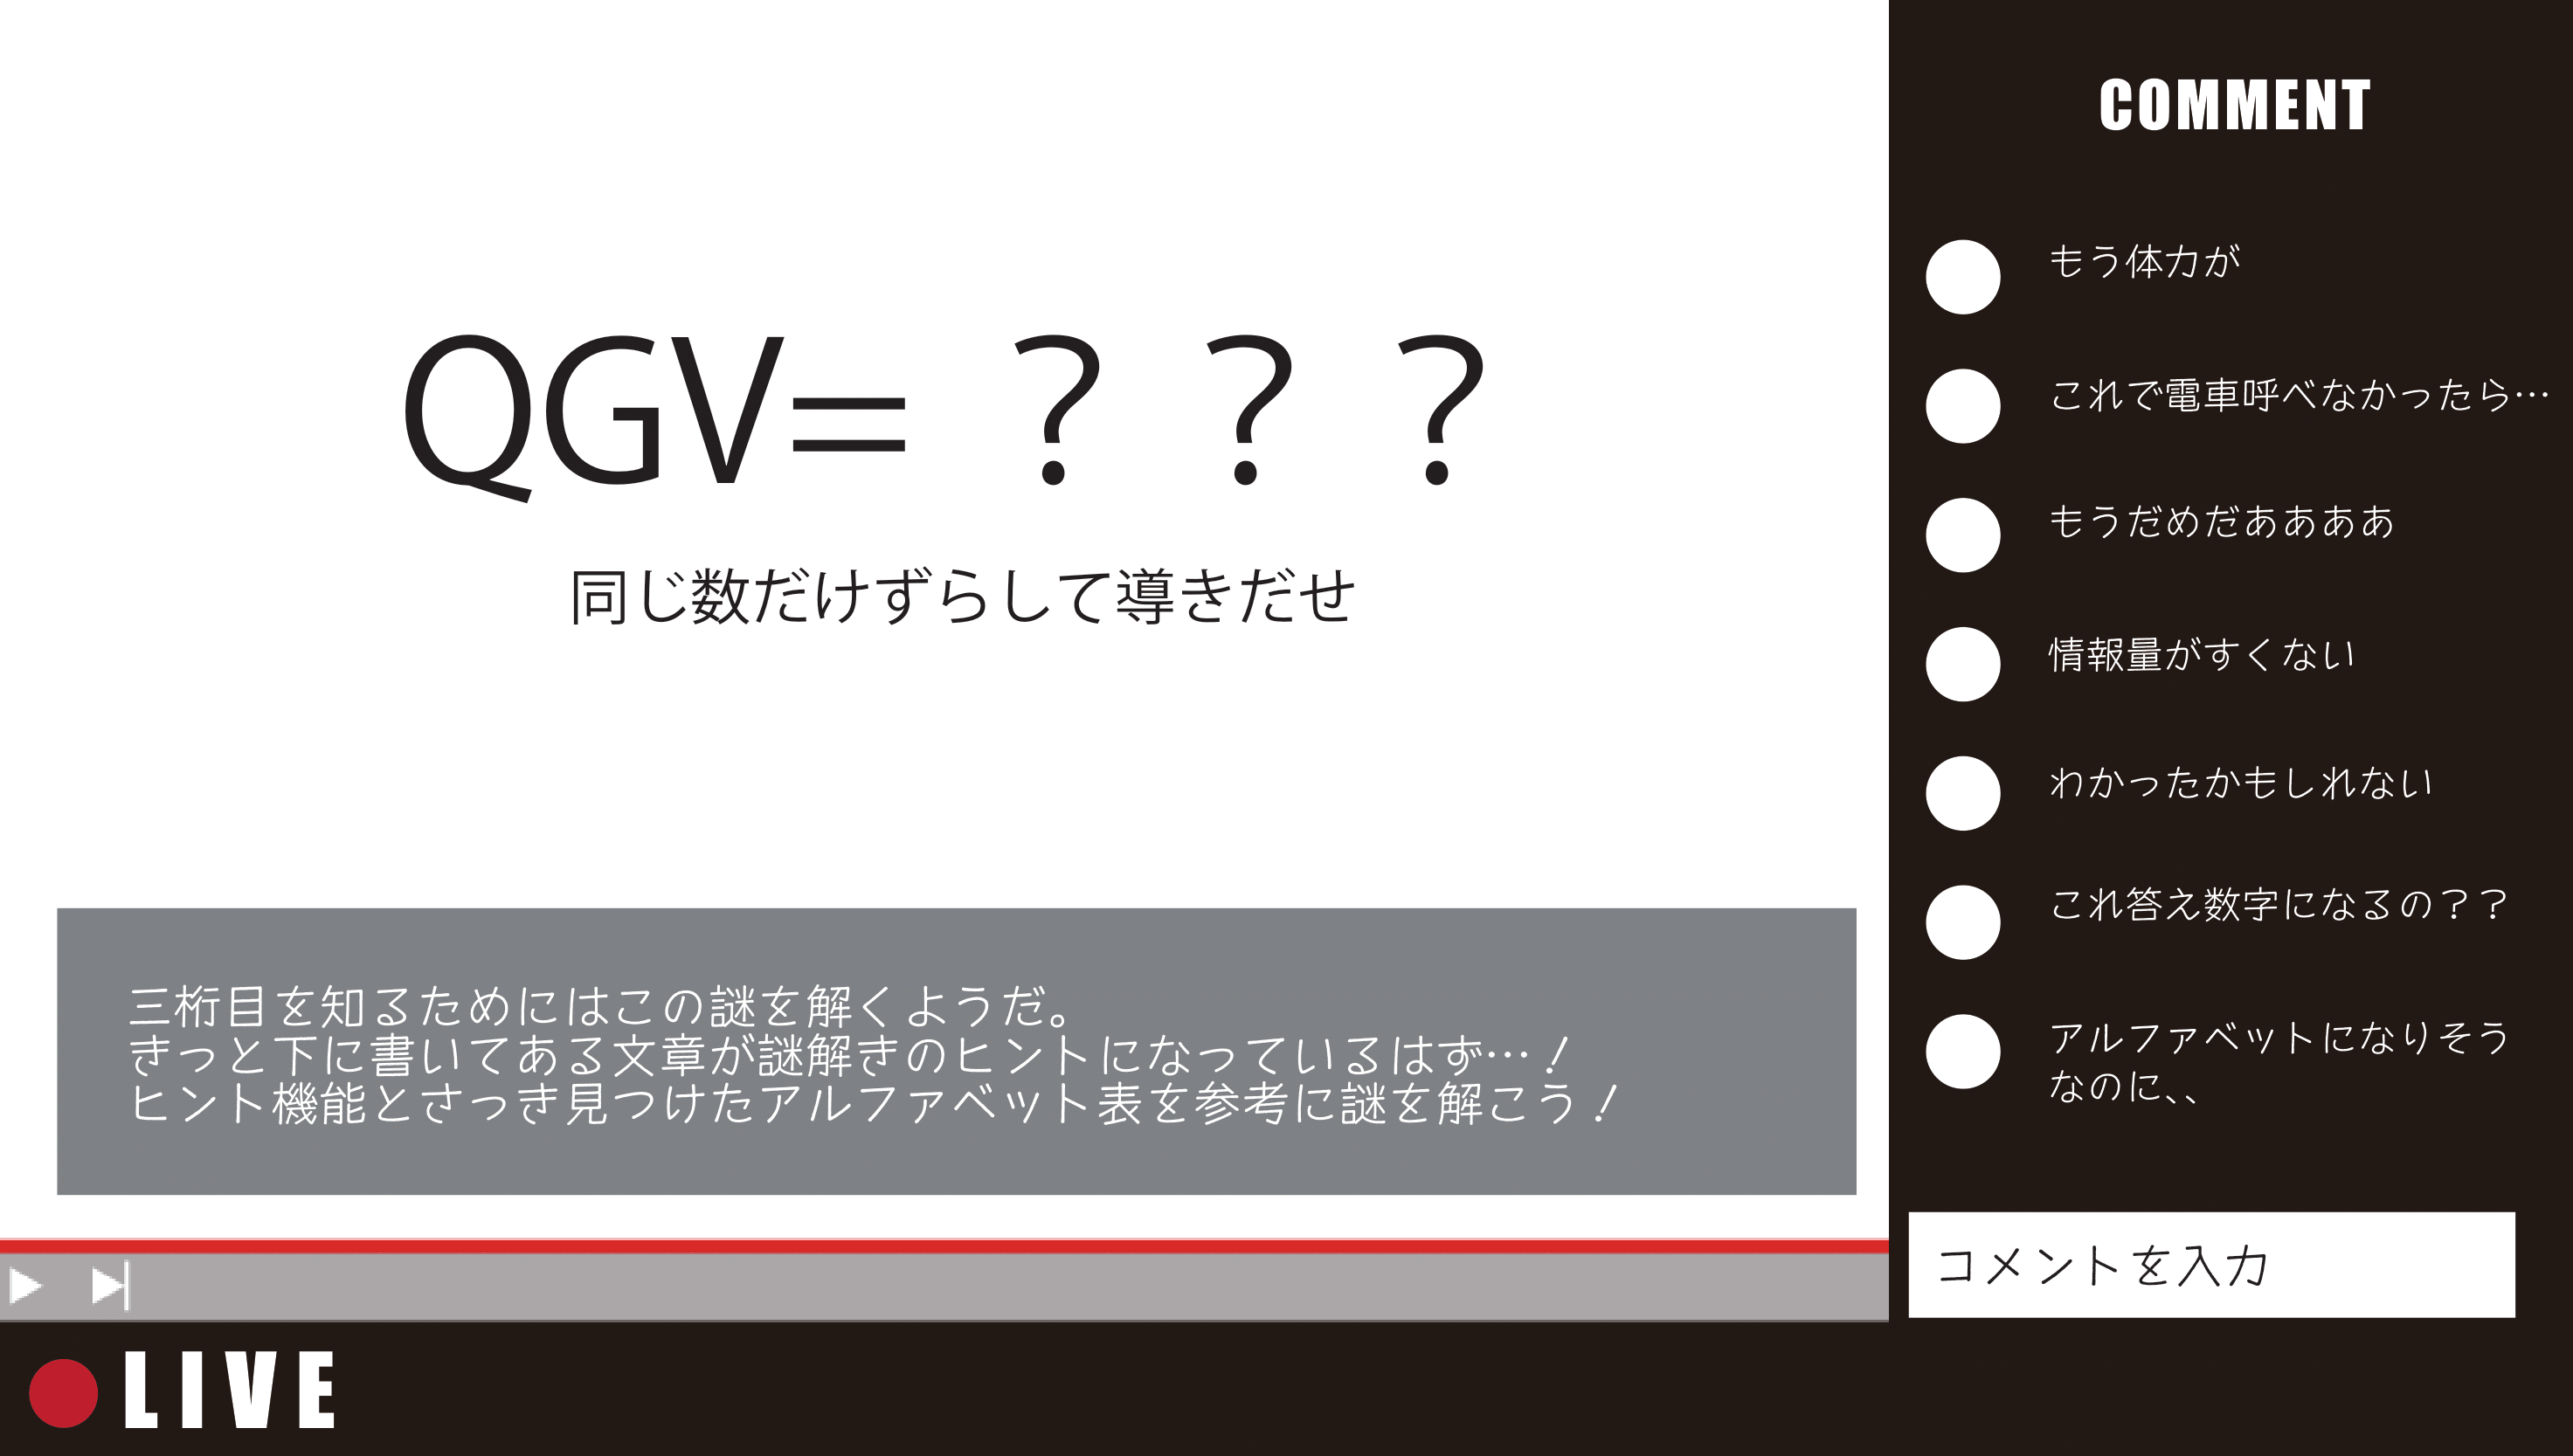 QGV= ？？？
同じ数だけずらして導きだせ
三桁目を知るためにはこの謎を解くようだ。
きっと下に書いてある文章が謎解きのヒントになっているはず…！
ヒント機能とさっき見つけたアルファベット表を参考に謎を解こう！
LIVE
COMMENT
もう体力が
これで電車呼べなかったら…
もうだめだああああ
情報量がすくない
わかったかもしれない
これ答え数字になるの？？
アルファベットになりそう
なのに、、
コメントを入力